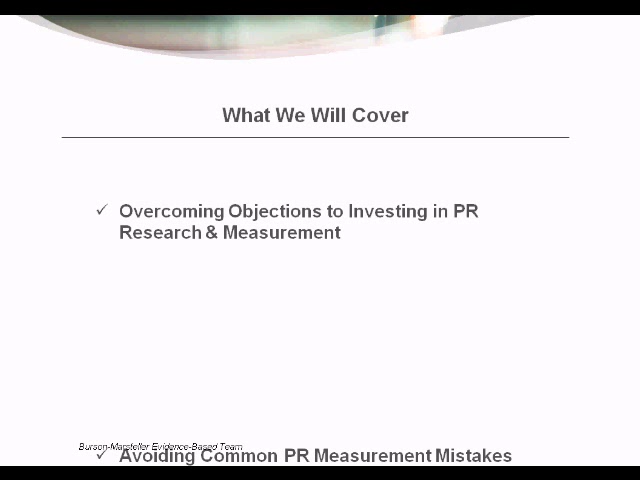 What We Will Cover
✓ Overcoming Objections to Investing in PR
Research & Measurement
Burson-Marsteller Evidence-Based Team
✓ Avoiding Common PR Measurement Mistakes